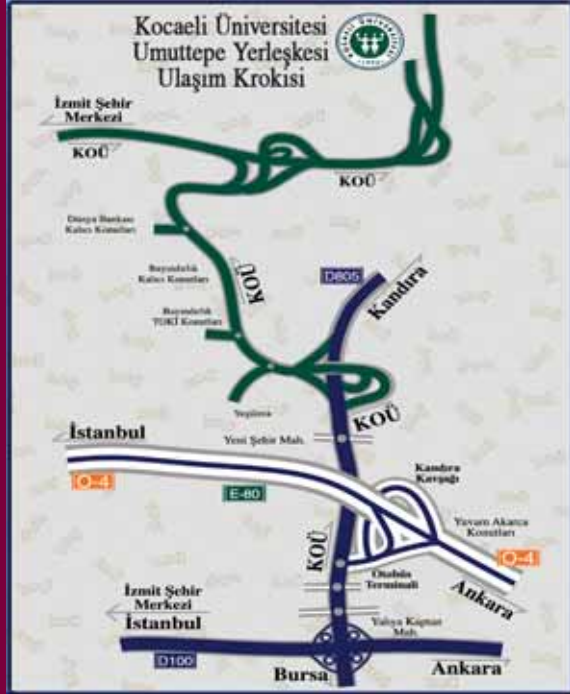 Kocaeli Üniversitesi
Umuttepe Yerleşkesi
Ulaşım Krokisi
İzmit Şehir
Merkezi
KOÜ
KOÜ
Dünya Bankası
Kalıcı Konutları
KOÜ
Bayındırlık
Kalıcı Konutları
D805
Kandıra
Bayındırlık
TOKİ Konutları
Yeşilova
KOÜ
İstanbul
Yeni Şehir Mah.
O-4
E-80
Kandıra
Kavşağı
Yuvam Akarca
Konutları
KOÜ
O-4
Ankara
Otobüs
Terminali
İzmit Şehir
Merkezi
İstanbul
Yahya Kaptan
Mah.
D100
Bursa
Ankara